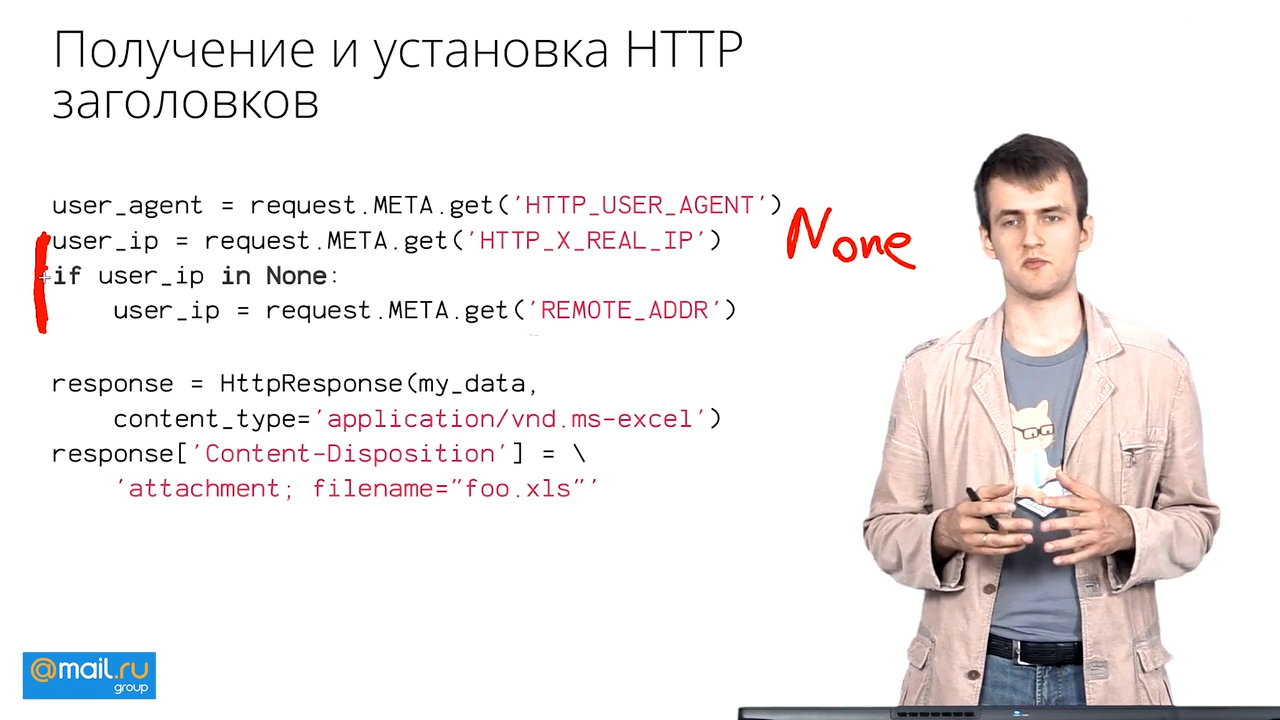 Получение и установка HTTP
заголовков
user_agent = request.META.get('HTTP_USER_AGENT')
user_ip = request.META.get('HTTP_X_REAL_IP')
None
if user_ip in None:
    user_ip = request.META.get('REMOTE_ADDR')
response = HttpResponse(my_data,
    content_type='application/vnd.ms-excel')
response['Content-Disposition'] = \
    'attachment; filename="foo.xls"'
@mail.ru
group